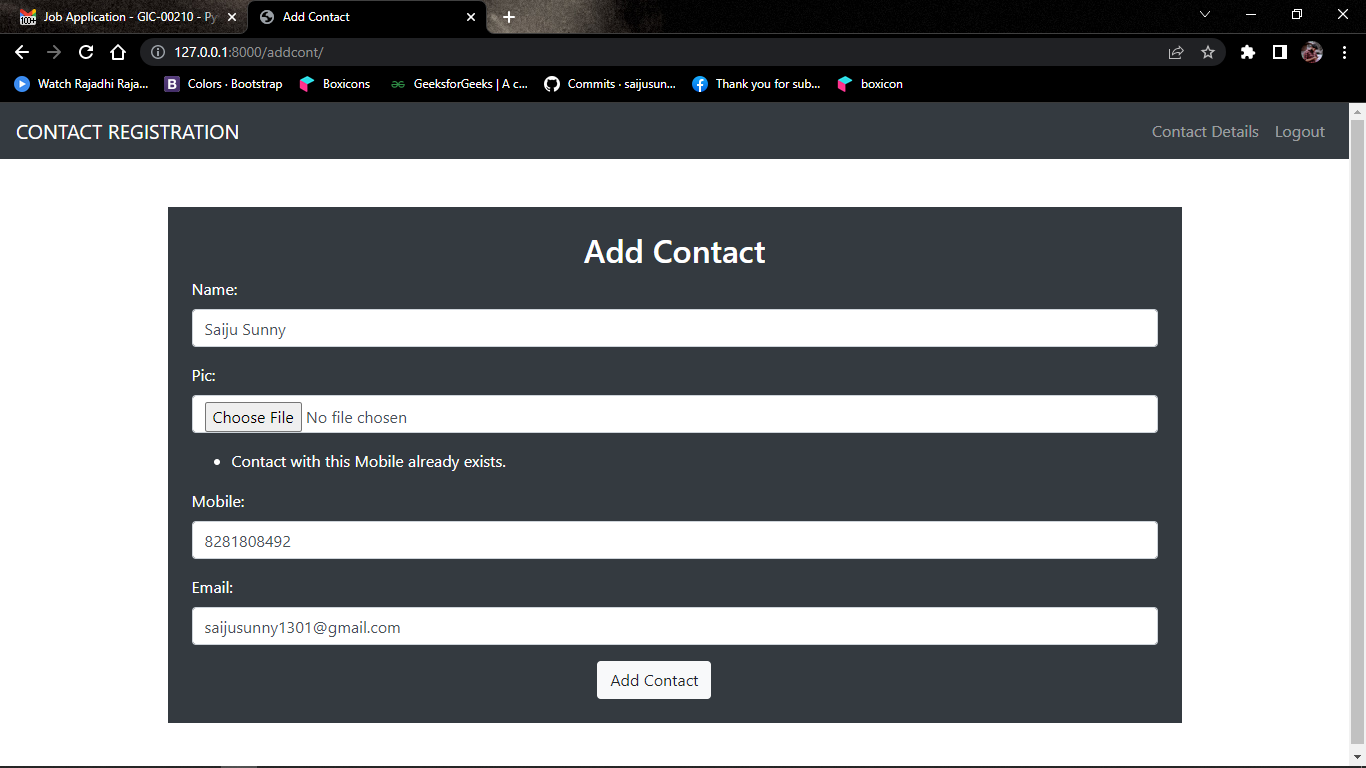 Job Application - GIC-00210 - Py
Add Contact
127.0.0.1:8000/addcont/
Watch Rajadhi Raja... Colors · Bootstrap Boxicons GeeksforGeeks | A c... Commits · saijusun... Thank you for sub... boxicon
CONTACT REGISTRATION Contact Details Logout
Add Contact
Name:
Saiju Sunny
Pic:
Choose File No file chosen
• Contact with this Mobile already exists.
Mobile:
8281808492
Email:
saijusunny1301@gmail.com
Add Contact